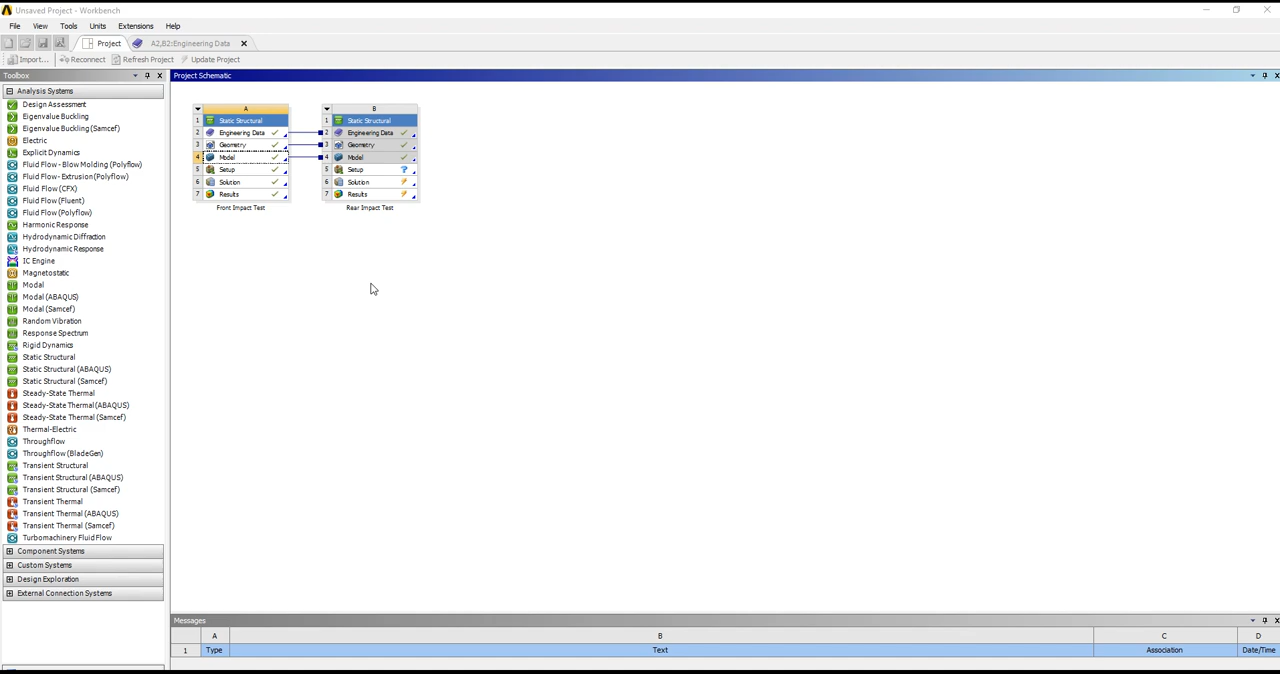 Unsaved Project - Workbench
File View Tools Units Extensions Help
Project A2,B2:Engineering Data
Import... Reconnect Refresh Project Update Project
Toolbox
Analysis Systems
Design Assessment
Eigenvalue Buckling
Eigenvalue Buckling (Samcef)
Electric
Explicit Dynamics
Fluid Flow - Blow Molding (Polyflow)
Fluid Flow - Extrusion (Polyflow)
Fluid Flow (CFX)
Fluid Flow (Fluent)
Fluid Flow (Polyflow)
Harmonic Response
Hydrodynamic Diffraction
Hydrodynamic Response
IC Engine
Magnetostatic
Modal
Modal (ABAQUS)
Modal (Samcef)
Random Vibration
Response Spectrum
Rigid Dynamics
Static Structural
Static Structural (ABAQUS)
Static Structural (Samcef)
Steady-State Thermal
Steady-State Thermal (ABAQUS)
Steady-State Thermal (Samcef)
Thermal-Electric
Throughflow
Throughflow (BladeGen)
Transient Structural
Transient Structural (ABAQUS)
Transient Structural (Samcef)
Transient Thermal
Transient Thermal (ABAQUS)
Transient Thermal (Samcef)
Turbomachinery Fluid Flow
Component Systems
Custom Systems
Design Exploration
External Connection Systems
Project Schematic
A
1 Static Structural
2 Engineering Data
3 Geometry
4 Model
5 Setup
6 Solution
7 Results
Front Impact Test
B
1 Static Structural
2 Engineering Data
3 Geometry
4 Model
5 Setup
6 Solution
7 Results
Rear Impact Test
Messages
A B C D
1 Type Text Association Date/Time